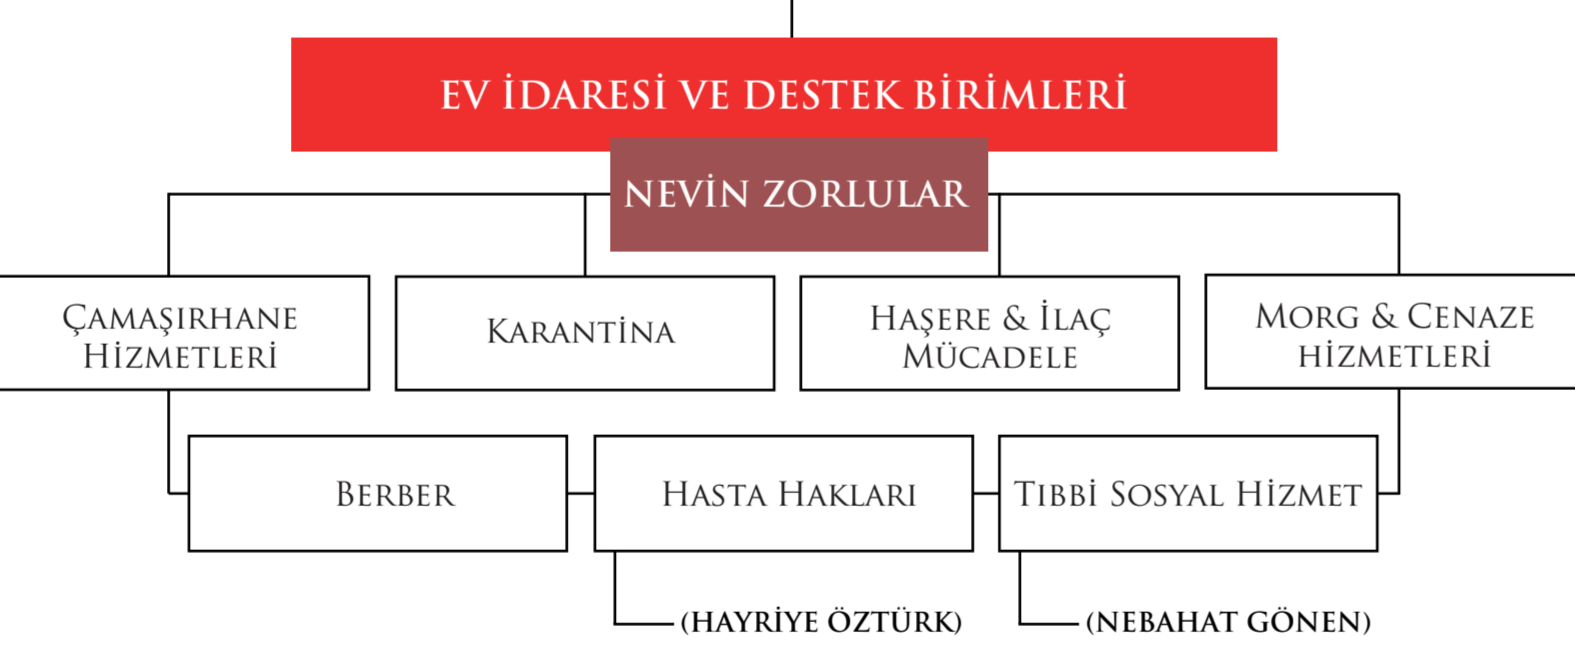 EV İDARESİ VE DESTEK BİRİMLERİ
NEVİN ZORLULAR
ÇAMAŞIRHANE
HİZMETLERİ
KARANTİNA
HAŞERE & İLAÇ
MÜCADELE
MORG & CENAZE
HİZMETLERİ
BERBER
HASTA HAKLARI
TIBBİ SOSYAL HİZMET
(HAYRİYE ÖZTÜRK)
(NEBAHAT GÖNEN)